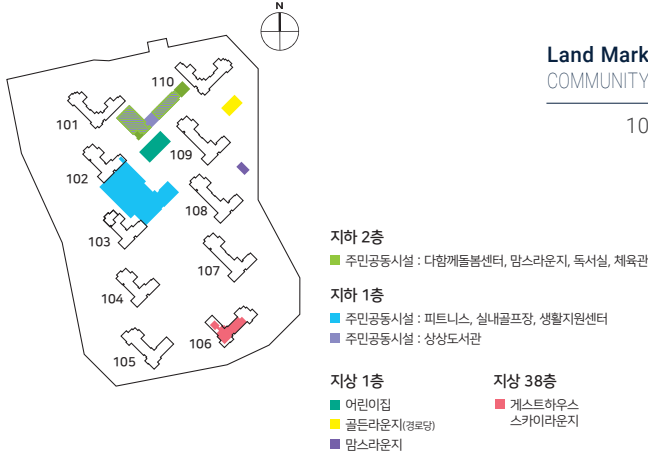 N
Land Mark
COMMUNITY
10
110
101
109
102
108
103
107
104
106
105
지하 2층
주민공동시설 : 다함께돌봄센터, 맘스라운지, 독서실, 체육관
지하 1층
주민공동시설 : 피트니스, 실내골프장, 생활지원센터
주민공동시설 : 상상도서관
지상 1층
어린이집
골든라운지(경로당)
맘스라운지
지상 38층
게스트하우스
스카이라운지